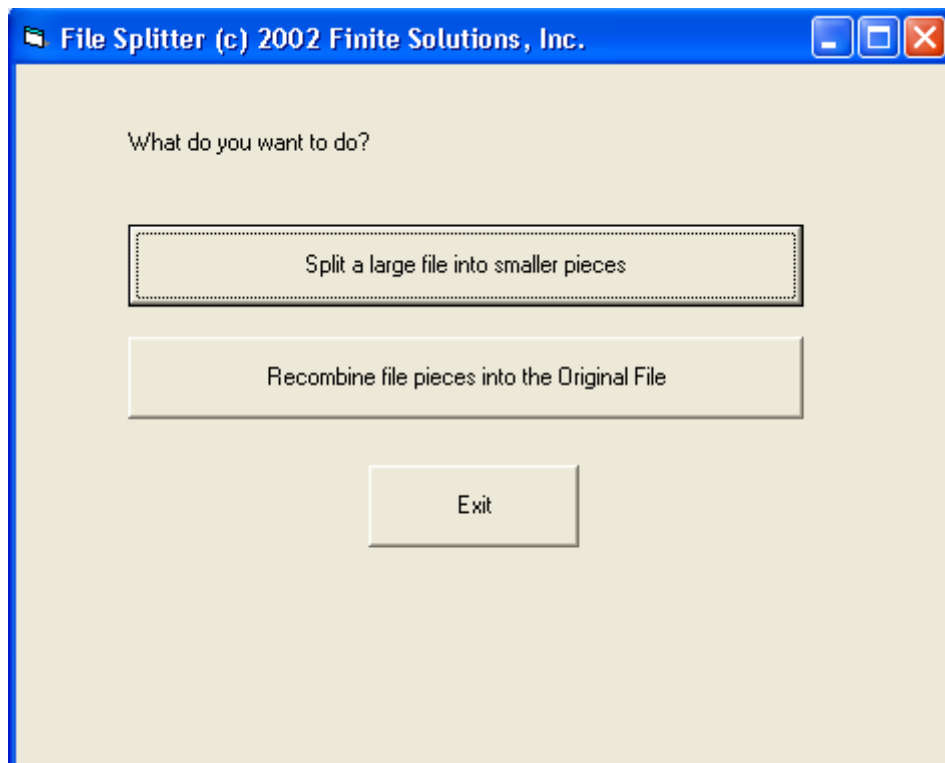 File Splitter (c) 2002 Finite Solutions, Inc.
What do you want to do?
Split a large file into smaller pieces
Recombine file pieces into the Original File
Exit